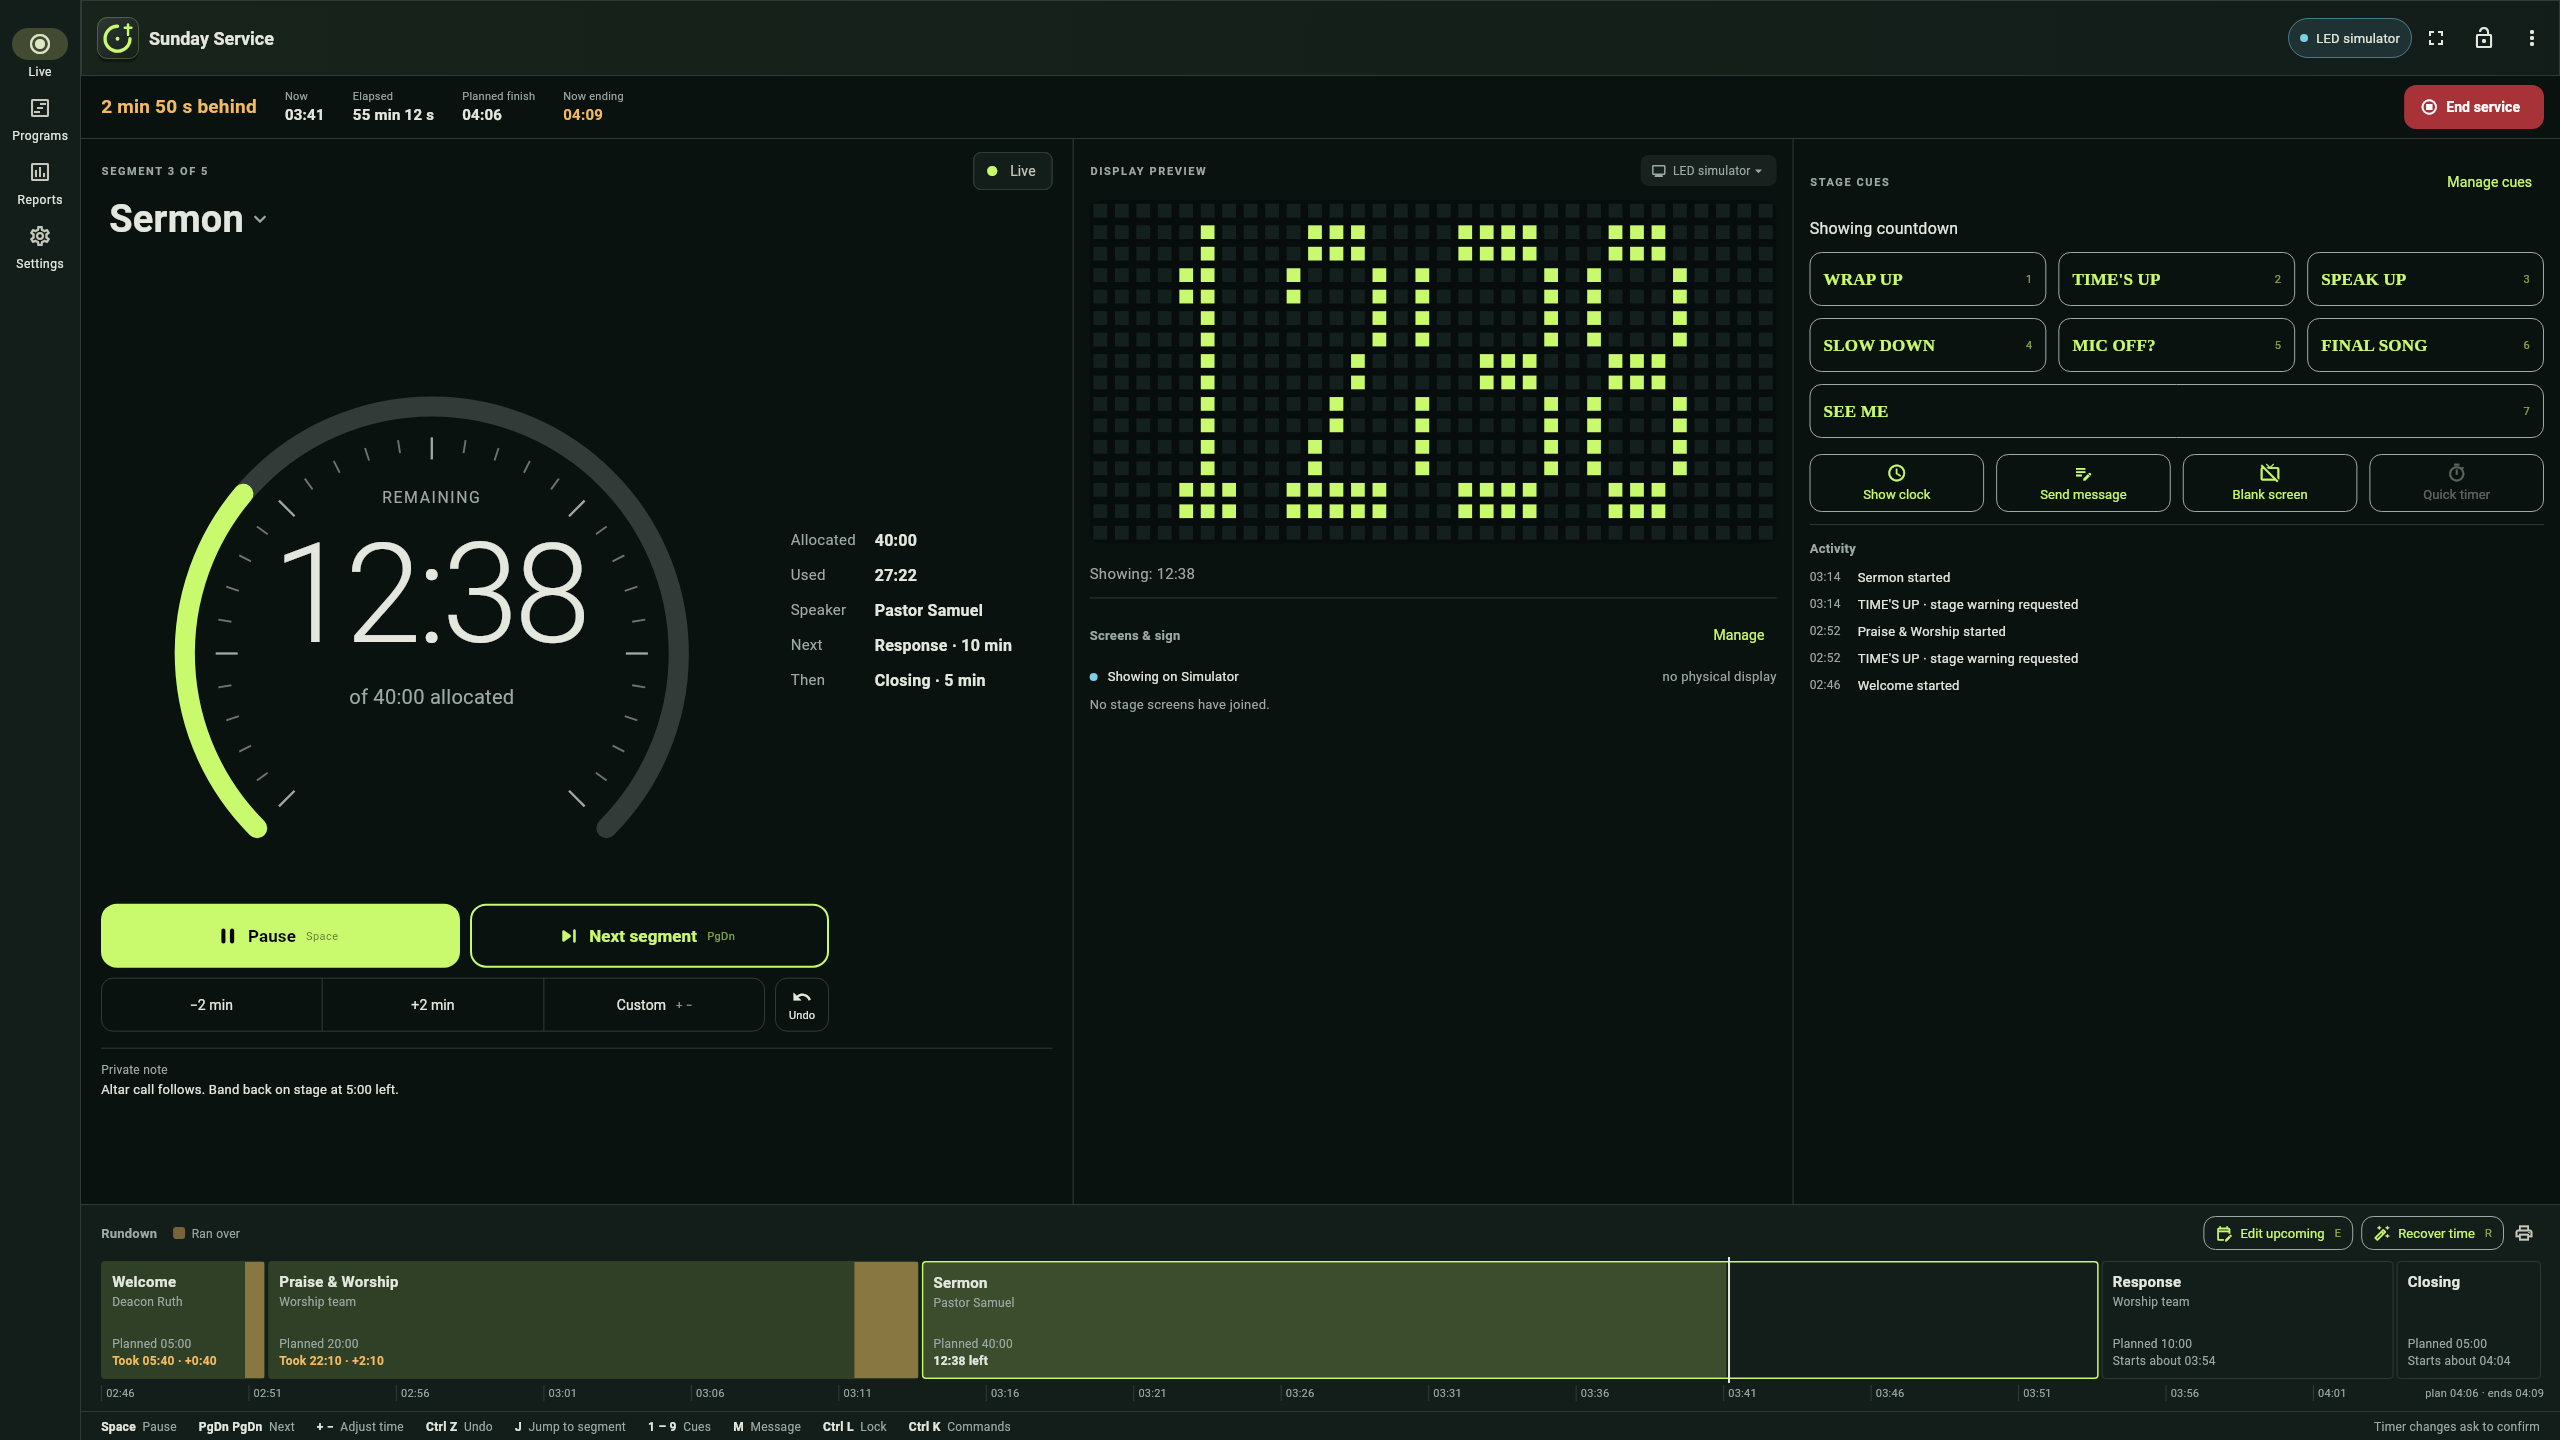 Live
Programs
Reports
Settings
Sunday Service
LED simulator
2 min 50 s behind
Now
03:41
Elapsed
55 min 12 s
Planned finish
04:06
Now ending
04:09
End service
SEGMENT 3 OF 5
Live
Sermon
REMAINING
12:38
of 40:00 allocated
Allocated 40:00
Used 27:22
Speaker Pastor Samuel
Next Response · 10 min
Then Closing · 5 min
Pause Space
Next segment PgDn
−2 min
+2 min
Custom + −
Undo
Private note
Altar call follows. Band back on stage at 5:00 left.
DISPLAY PREVIEW
LED simulator
12:38
Showing: 12:38
Screens & sign
Manage
Showing on Simulator
no physical display
No stage screens have joined.
STAGE CUES
Manage cues
Showing countdown
WRAP UP 1
TIME'S UP 2
SPEAK UP 3
SLOW DOWN 4
MIC OFF? 5
FINAL SONG 6
SEE ME 7
Show clock
Send message
Blank screen
Quick timer
Activity
03:14 Sermon started
03:14 TIME'S UP · stage warning requested
02:52 Praise & Worship started
02:52 TIME'S UP · stage warning requested
02:46 Welcome started
Rundown
Ran over
Edit upcoming E
Recover time R
Welcome
Deacon Ruth
Planned 05:00
Took 05:40 · +0:40
Praise & Worship
Worship team
Planned 20:00
Took 22:10 · +2:10
Sermon
Pastor Samuel
Planned 40:00
12:38 left
Response
Worship team
Planned 10:00
Starts about 03:54
Closing
Planned 05:00
Starts about 04:04
02:46 02:51 02:56 03:01 03:06 03:11 03:16 03:21 03:26 03:31 03:36 03:41 03:46 03:51 03:56 04:01 plan 04:06 · ends 04:09
Space Pause PgDn PgDn Next + − Adjust time Ctrl Z Undo J Jump to segment 1 – 9 Cues M Message Ctrl L Lock Ctrl K Commands
Timer changes ask to confirm